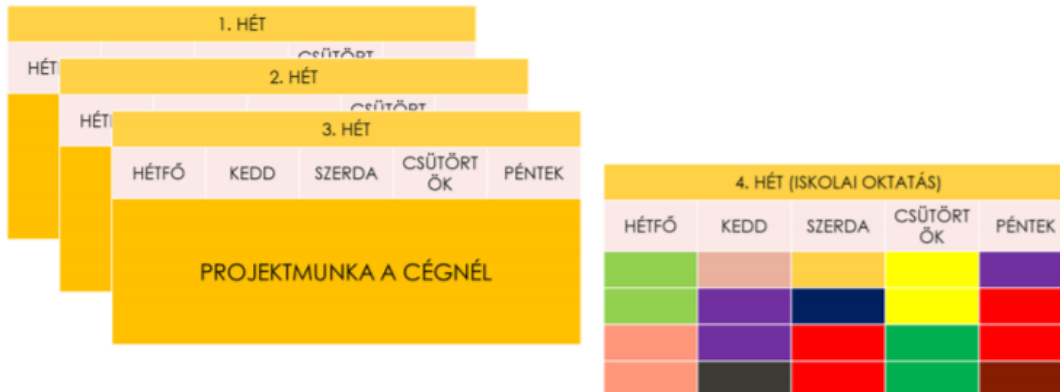 1. HÉT
2. HÉT
3. HÉT
HÉTFŐ KEDD SZERDA CSÜTÖRT
ÖK PÉNTEK
PROJEKTMUNKA A CÉGNÉL
4. HÉT (ISKOLAI OKTATÁS)
HÉTFŐ KEDD SZERDA CSÜTÖRT
ÖK PÉNTEK